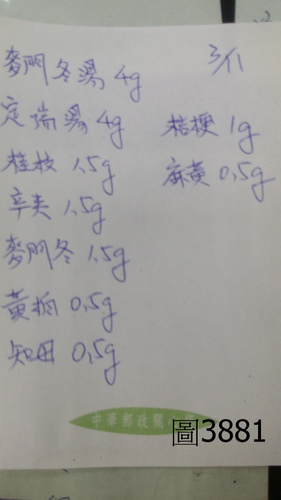 3/11
麥門冬湯 4g
定喘湯 4g
桂枝 1.5g
辛夷 1.5g
麥門冬 1.5g
黃柏 0.5g
知母 0.5g
桔梗 1g
麻黃 0.5g
中華郵政關
圖3881